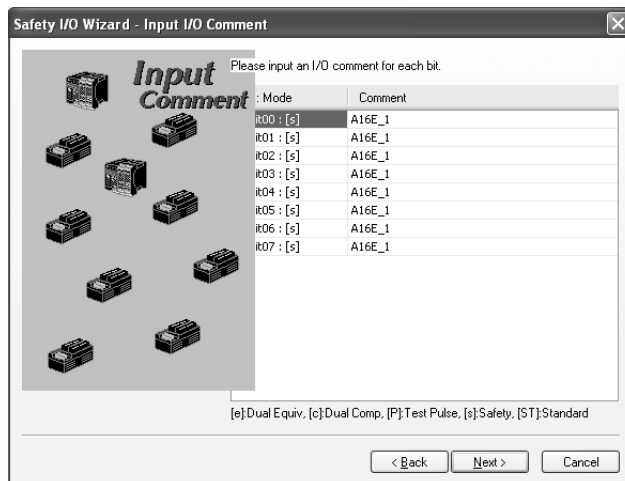 Safety I/O Wizard - Input I/O Comment
Input
Comment
Please input an I/O comment for each bit.
: Mode Comment
it00 : [s] A16E_1
it01 : [s] A16E_1
it02 : [s] A16E_1
it03 : [s] A16E_1
it04 : [s] A16E_1
it05 : [s] A16E_1
it06 : [s] A16E_1
it07 : [s] A16E_1
[e]:Dual Equiv, [c]:Dual Comp, [P]:Test Pulse, [s]:Safety, [ST]:Standard
< Back Next > Cancel